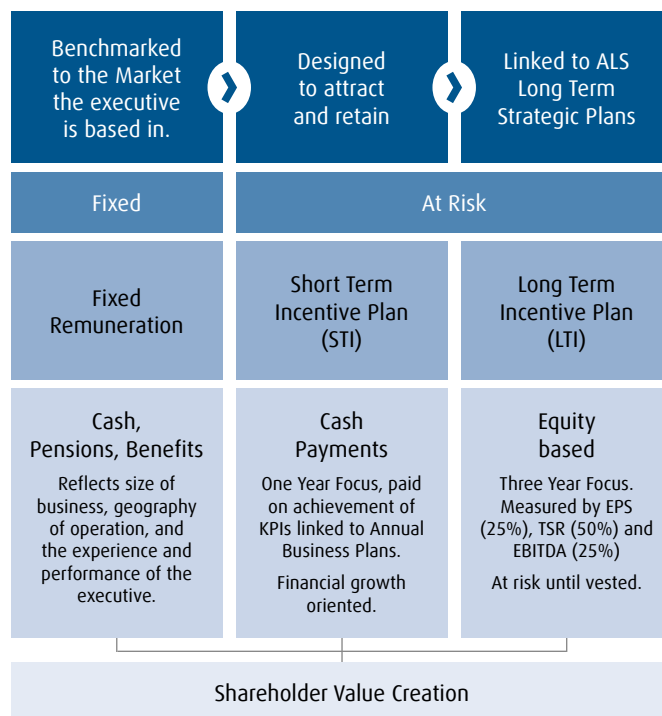 Benchmarked
to the Market
the executive
is based in.
Designed
to attract
and retain
Linked to ALS
Long Term
Strategic Plans
Fixed
At Risk
Fixed
Remuneration
Short Term
Incentive Plan
(STI)
Long Term
Incentive Plan
(LTI)
Cash,
Pensions, Benefits
Reflects size of
business, geography
of operation, and
the experience and
performance of the
executive.
Cash
Payments
One Year Focus, paid
on achievement of
KPIs linked to Annual
Business Plans.
Financial growth
oriented.
Equity
based
Three Year Focus.
Measured by EPS
(25%), TSR (50%) and
EBITDA (25%)
At risk until vested.
Shareholder Value Creation